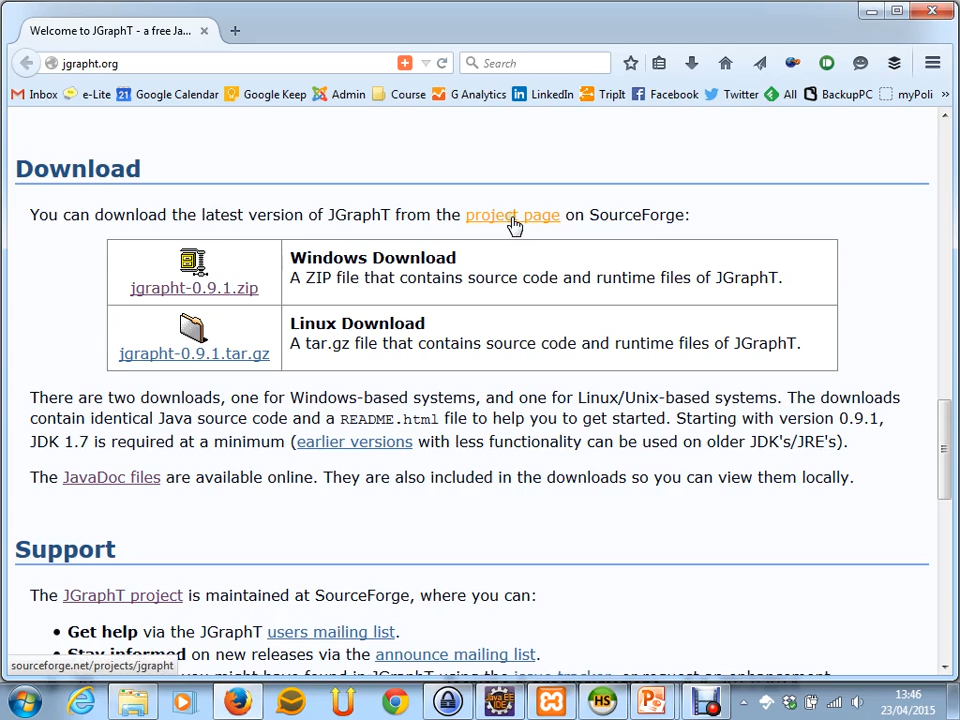 Welcome to JGraphT - a free Ja...
jgrapht.org
Search
Inbox e-Lite Google Calendar Google Keep Admin Course G Analytics LinkedIn TripIt Facebook Twitter All BackupPC myPoli »
Download
You can download the latest version of JGraphT from the project page on SourceForge:
jgrapht-0.9.1.zip
Windows Download
A ZIP file that contains source code and runtime files of JGraphT.
jgrapht-0.9.1.tar.gz
Linux Download
A tar.gz file that contains source code and runtime files of JGraphT.
There are two downloads, one for Windows-based systems, and one for Linux/Unix-based systems. The downloads
contain identical Java source code and a README.html file to help you to get started. Starting with version 0.9.1,
JDK 1.7 is required at a minimum (earlier versions with less functionality can be used on older JDK's/JRE's).
The JavaDoc files are available online. They are also included in the downloads so you can view them locally.
Support
The JGraphT project is maintained at SourceForge, where you can:
• Get help via the JGraphT users mailing list.
Stay informed on new releases via the announce mailing list.
sourceforge.net/projects/jgrapht
13:46
23/04/2015